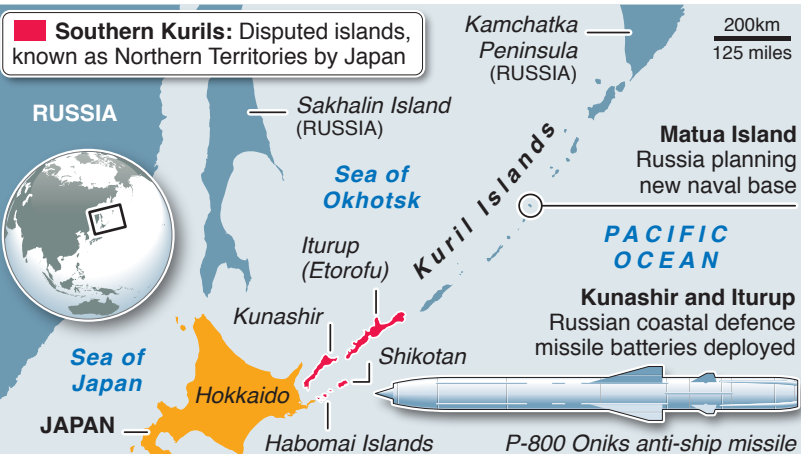 Southern Kurils: Disputed islands,
known as Northern Territories by Japan
Kamchatka
Peninsula
(RUSSIA)
200km
125 miles
RUSSIA
Sakhalin Island
(RUSSIA)
Sea of
Okhotsk
Kuril Islands
Matua Island
Russia planning
new naval base
PACIFIC
OCEAN
Iturup
(Etorofu)
Kunashir
Kunashir and Iturup
Russian coastal defence
missile batteries deployed
Sea of
Japan
Shikotan
Hokkaido
JAPAN
Habomai Islands
P-800 Oniks anti-ship missile